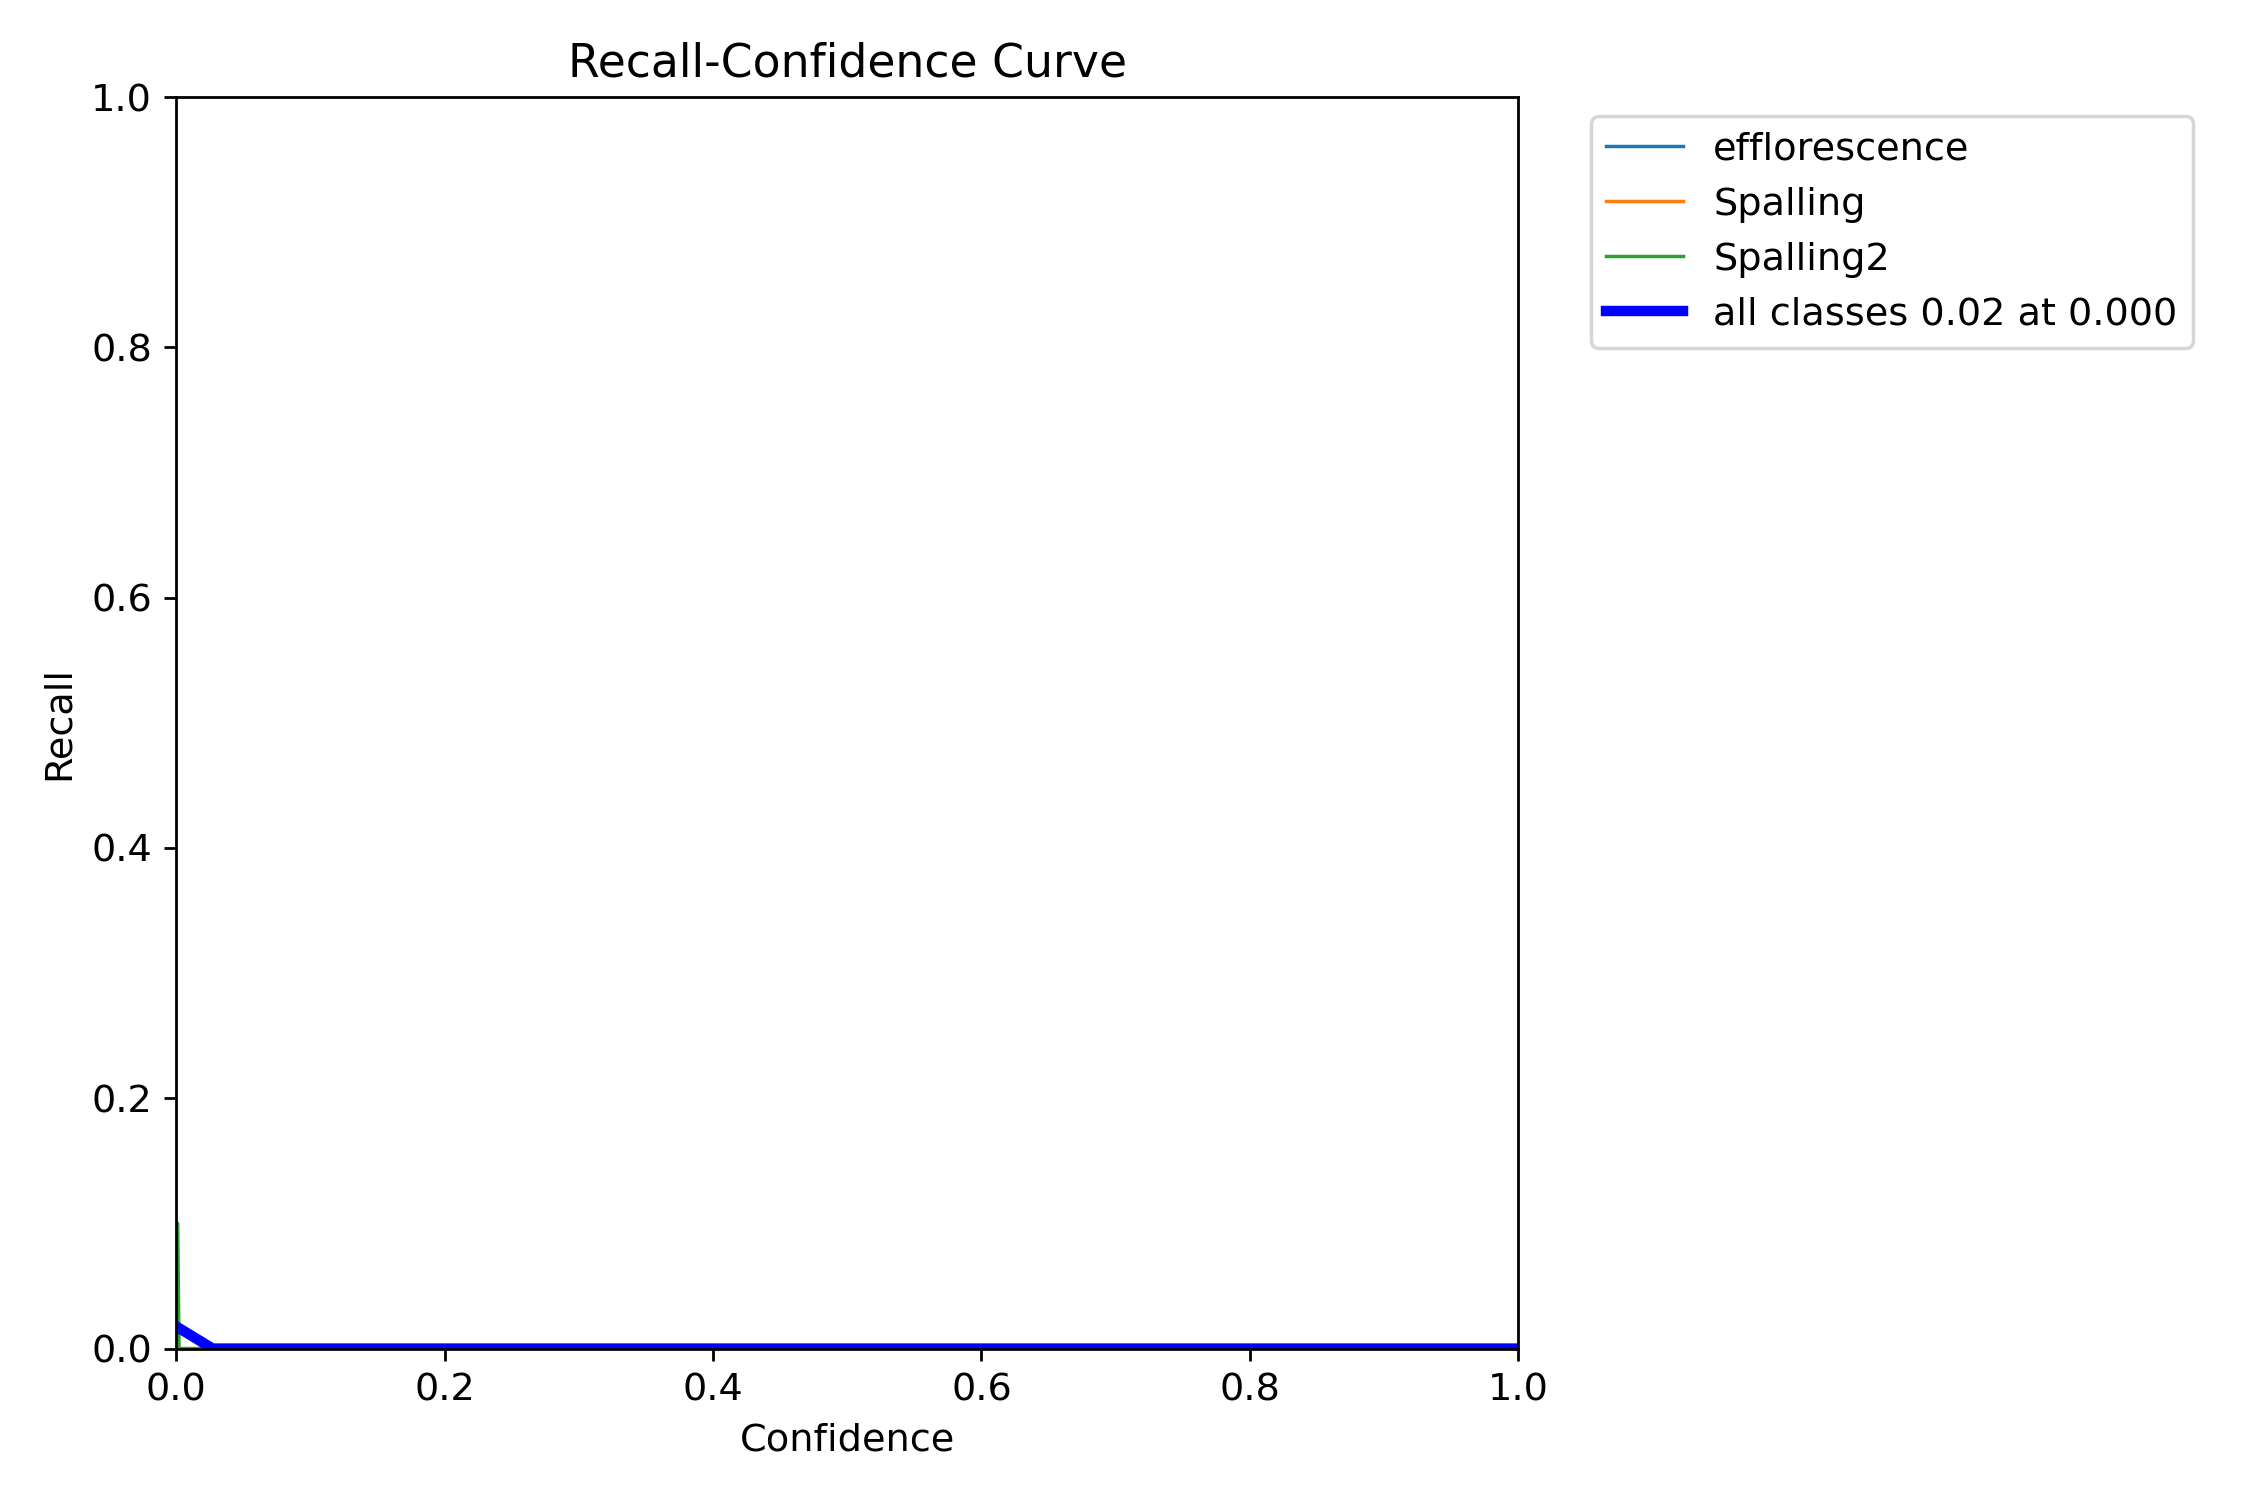 Recall-Confidence Curve
1.0
0.8
0.6
0.4
0.2
0.0
Recall
0.0 0.2 0.4 0.6 0.8 1.0
Confidence
efflorescence
Spalling
Spalling2
all classes 0.02 at 0.000